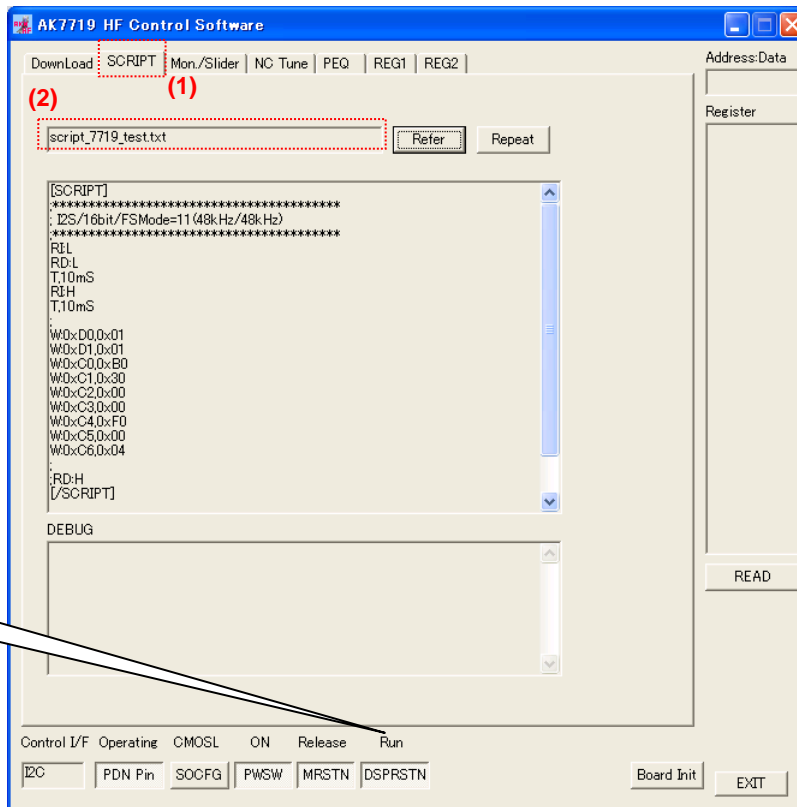 AK7719 HF Control Software
DownLoad SCRIPT Mon./Slider NC Tune PEQ REG1 REG2
Address:Data
(1)
(2)
Register
script_7719_test.txt Refer Repeat
[SCRIPT]
;****************************************
; I2S/16bit/FSMode=11(48kHz/48kHz)
;****************************************
RI:L
RD:L
T,10mS
RI:H
T,10mS
;
W:0xD0,0x01
W:0xD1,0x01
W:0xC0,0xB0
W:0xC1,0x30
W:0xC2,0x00
W:0xC3,0x00
W:0xC4,0xF0
W:0xC5,0x00
W:0xC6,0x04
;
;RD:H
[/SCRIPT]
DEBUG
READ
Control I/F Operating CMOSL ON Release Run
I2C PDN Pin SOCFG PWSW MRSTN DSPRSTN Board Init EXIT